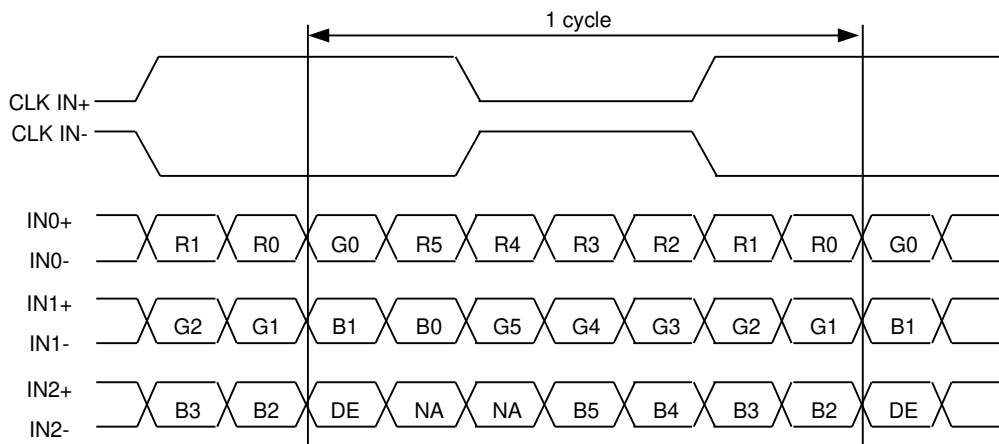 1 cycle
CLK IN+
CLK IN-
IN0+
R1 R0 G0 R5 R4 R3 R2 R1 R0 G0
IN0-
IN1+
G2 G1 B1 B0 G5 G4 G3 G2 G1 B1
IN1-
IN2+
B3 B2 DE NA NA B5 B4 B3 B2 DE
IN2-